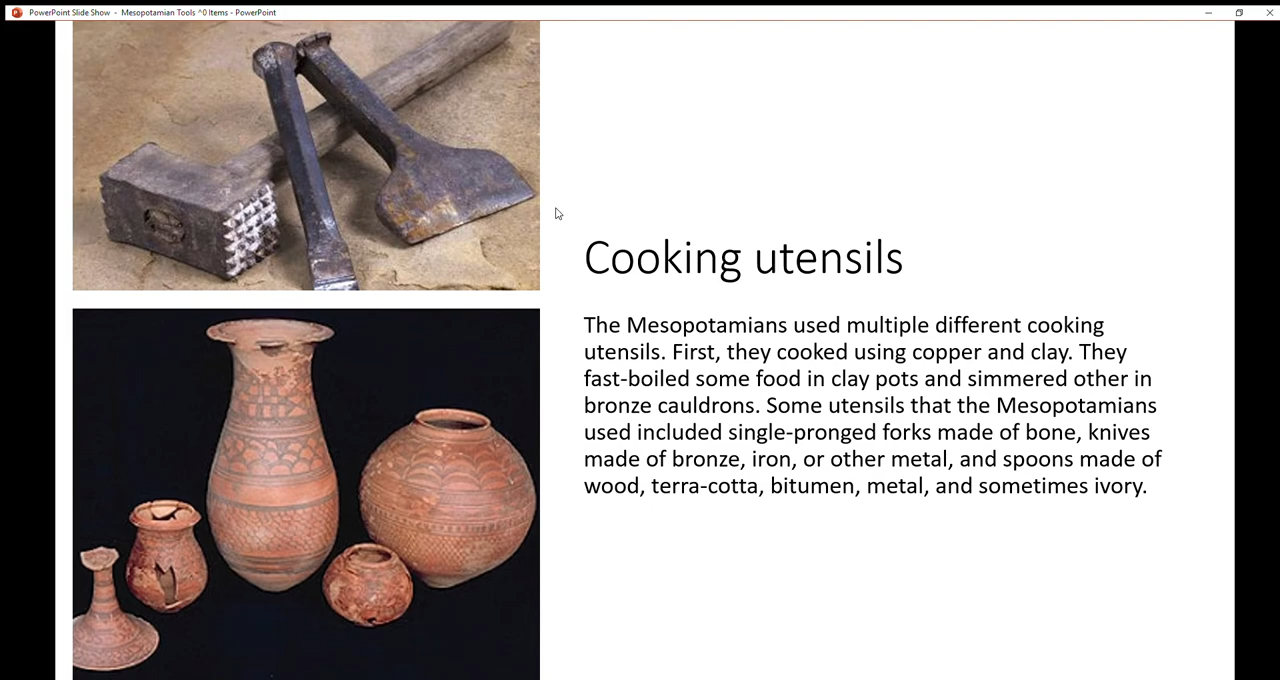 PowerPoint Slide Show - Mesopotamian Tools ^0 Items - PowerPoint
Cooking utensils
The Mesopotamians used multiple different cooking
utensils. First, they cooked using copper and clay. They
fast-boiled some food in clay pots and simmered other in
bronze cauldrons. Some utensils that the Mesopotamians
used included single-pronged forks made of bone, knives
made of bronze, iron, or other metal, and spoons made of
wood, terra-cotta, bitumen, metal, and sometimes ivory.